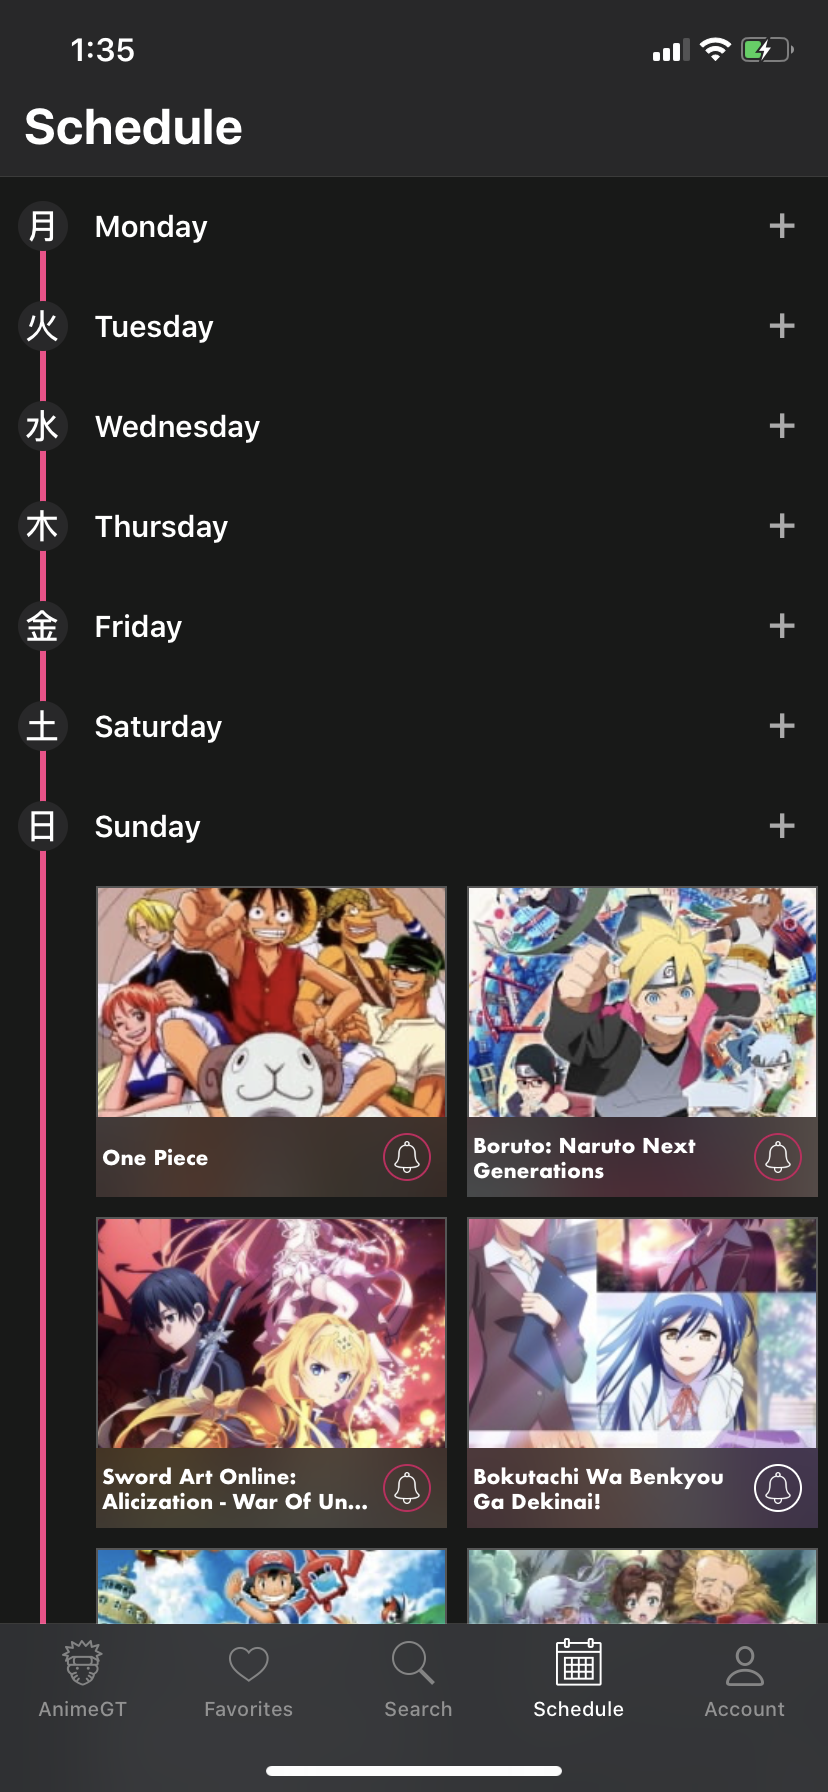 1:35
Schedule
月 Monday +
火 Tuesday +
水 Wednesday +
木 Thursday +
金 Friday +
土 Saturday +
日 Sunday +
One Piece
Boruto: Naruto Next
Generations
Sword Art Online:
Alicization - War Of Un...
Bokutachi Wa Benkyou
Ga Dekinai!
AnimeGT
Favorites
Search
Schedule
Account